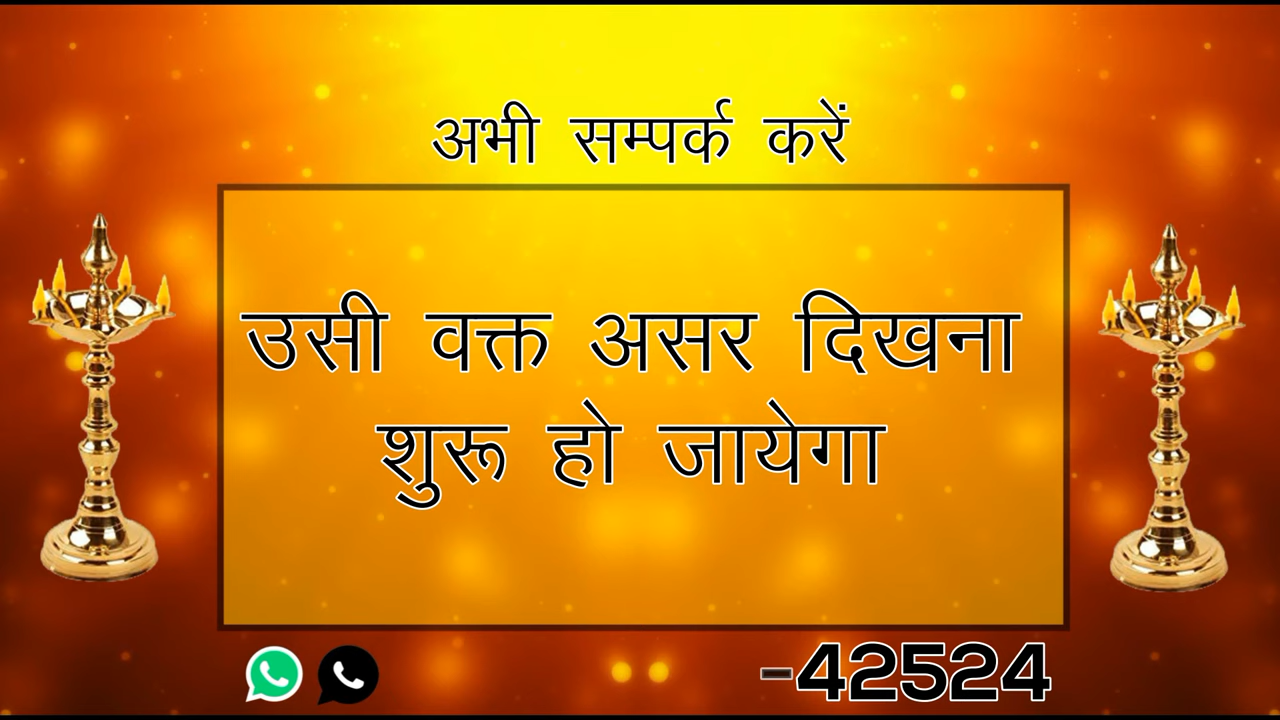 अभी सम्पर्क करें
उसी वक्त असर दिखना
शुरू हो जायेगा
-42524